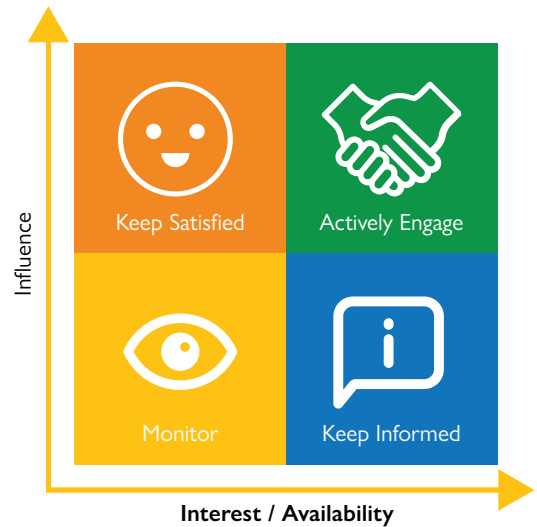 Influence
Keep Satisfied
Actively Engage
Monitor
i
Keep Informed
Interest / Availability